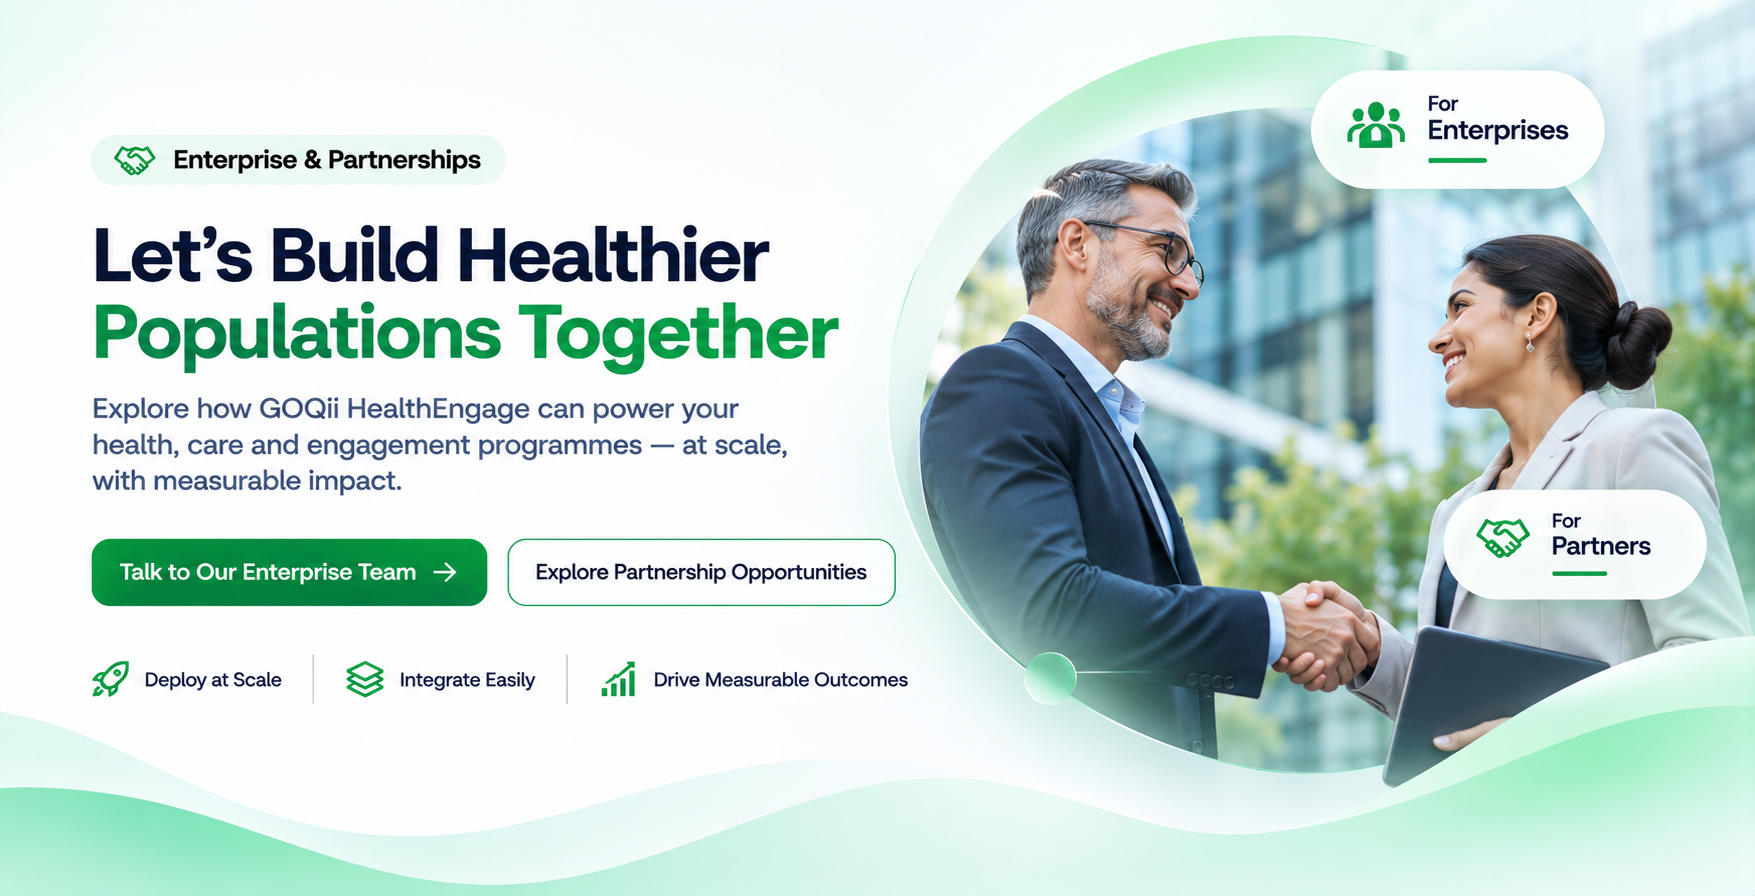 Enterprise & Partnerships
Let’s Build Healthier
Populations Together
Explore how GOQii HealthEngage can power your
health, care and engagement programmes — at scale,
with measurable impact.
Talk to Our Enterprise Team
Explore Partnership Opportunities
Deploy at Scale
Integrate Easily
Drive Measurable Outcomes
For
Enterprises
For
Partners